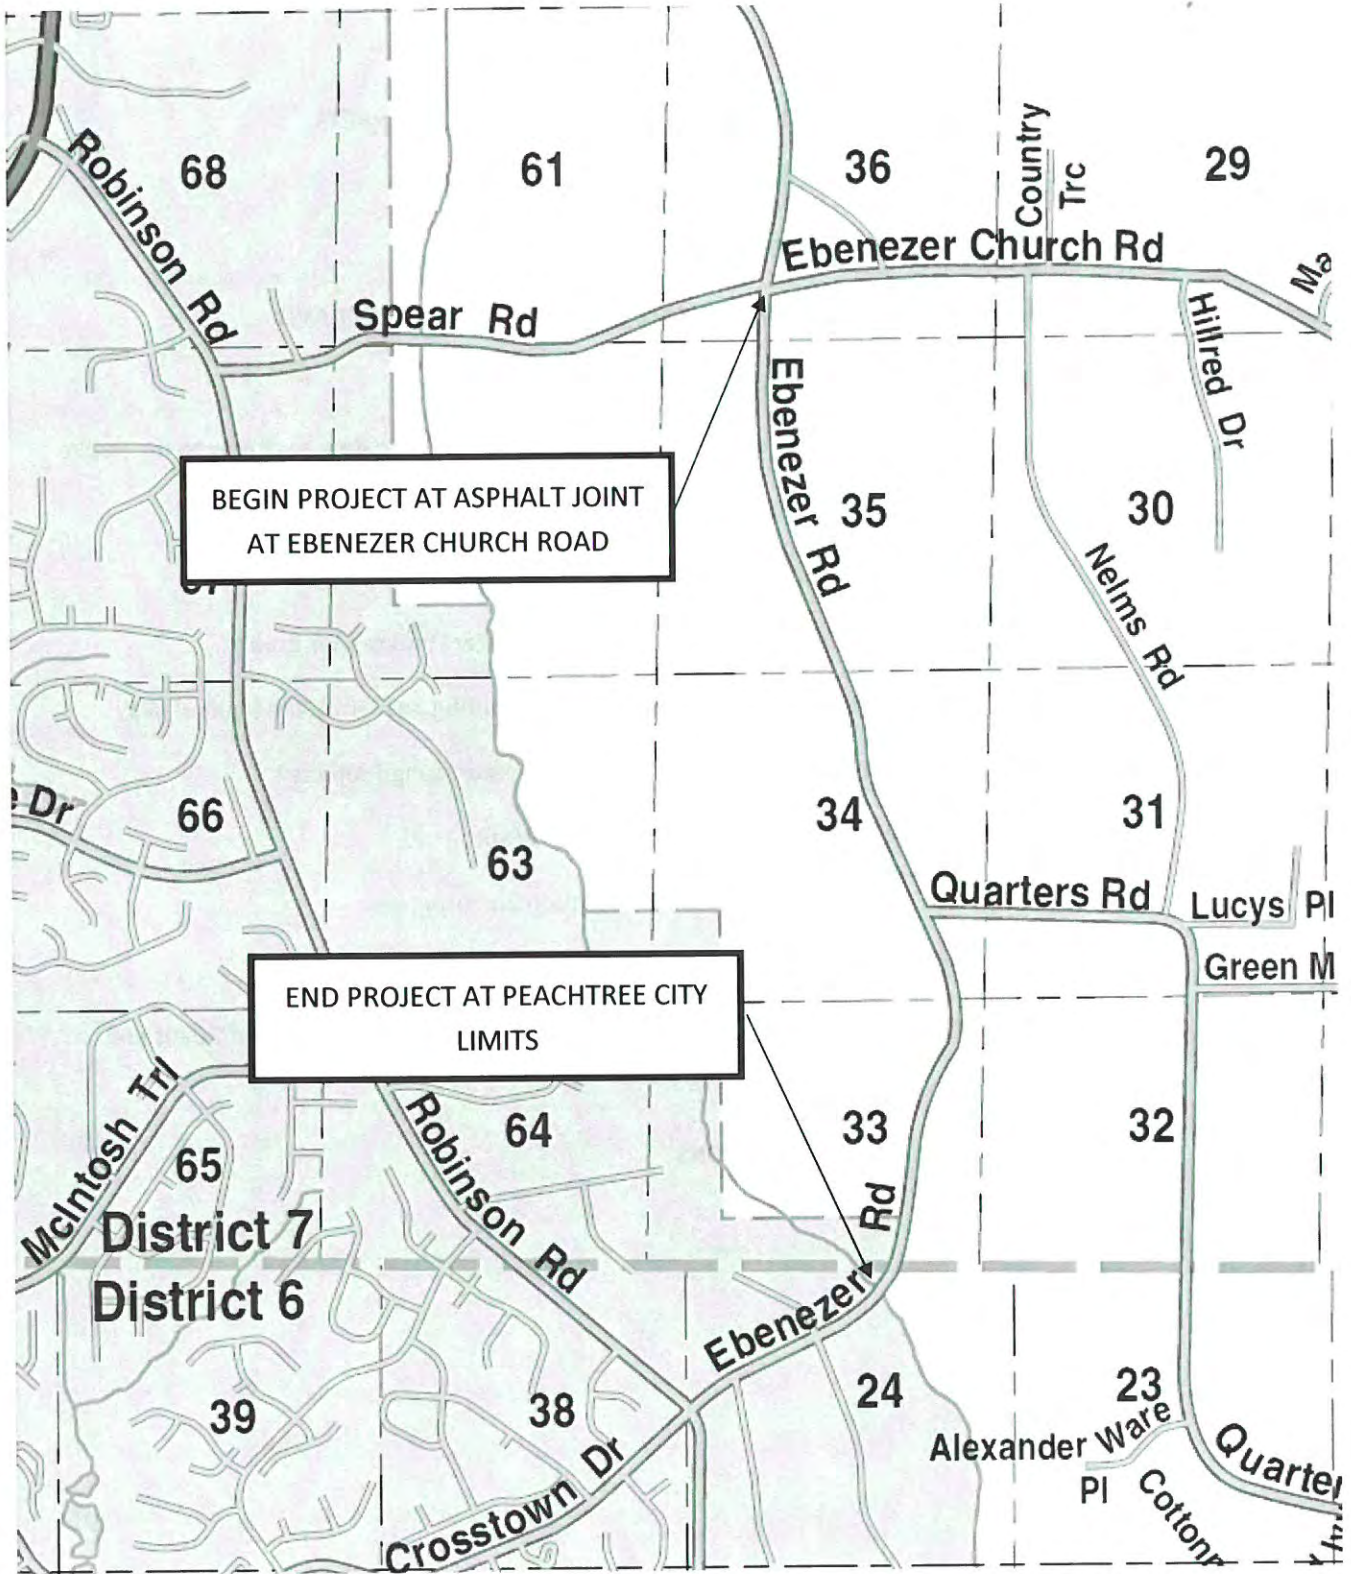 68
61
36
Country
Trc
29
Robinson Rd
Ebenezer Church Rd
Spear Rd
Hillred Dr
Ebenezer Rd
BEGIN PROJECT AT ASPHALT JOINT
AT EBENEZER CHURCH ROAD
35
30
Nelms Rd
Dr
66
34
31
63
Quarters Rd
Lucys Pl
Green M
END PROJECT AT PEACHTREE CITY
LIMITS
McIntosh Trl
65
Robinson Rd
64
33
32
District 7
District 6
Ebenezer Rd
24
23
39
38
Alexander Ware
Pl
Quarter
Crosstown Dr